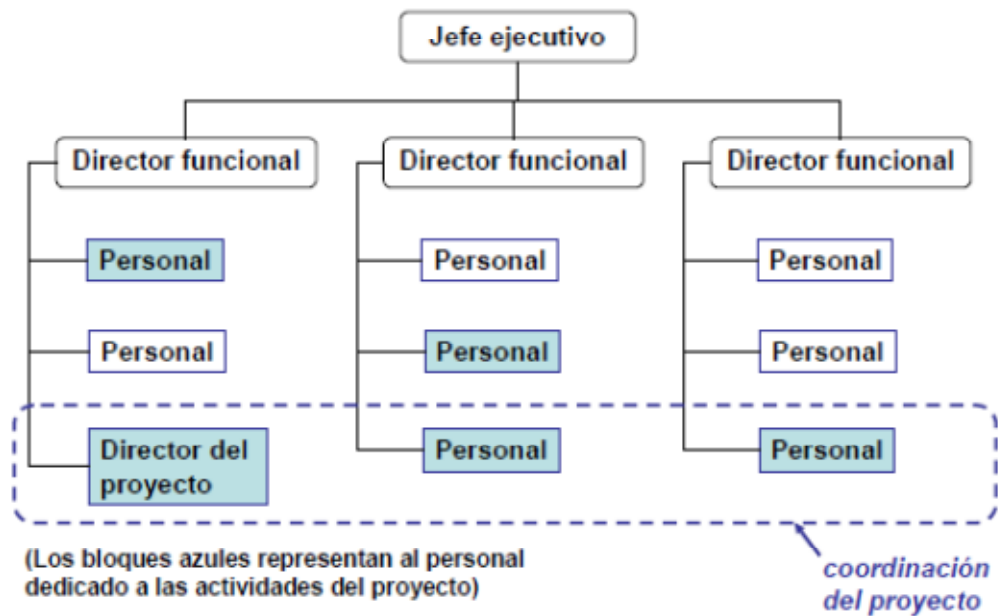 Jefe ejecutivo
Director funcional
Director funcional
Director funcional
Personal
Personal
Personal
Personal
Personal
Personal
Director del
proyecto
Personal
Personal
(Los bloques azules representan al personal
dedicado a las actividades del proyecto)
coordinación
del proyecto